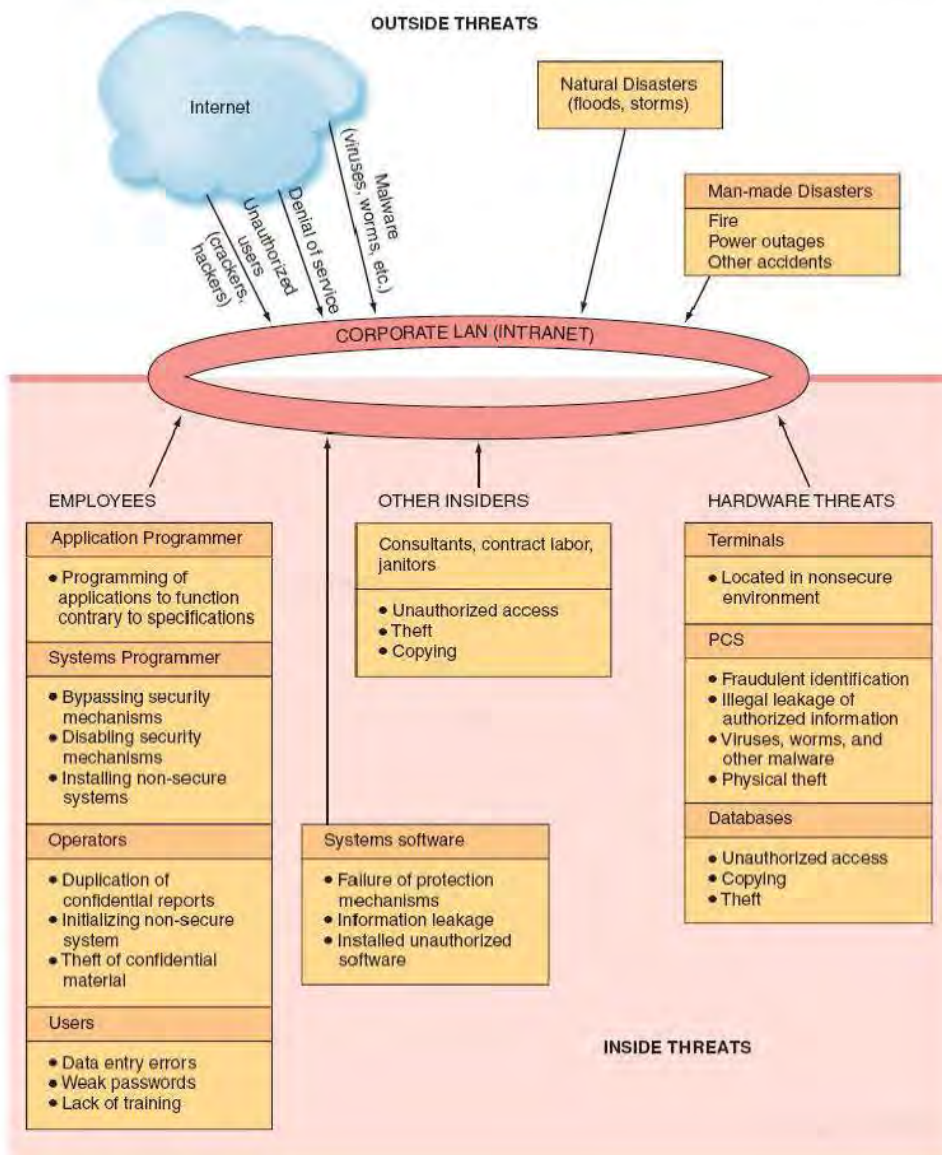 OUTSIDE THREATS
Internet
Natural Disasters
(floods, storms)
Man-made Disasters
Fire
Power outages
Other accidents
Unauthorized
users
(crackers,
hackers)
Denial of service
Malware
(viruses, worms, etc.)
CORPORATE LAN (INTRANET)
EMPLOYEES
Application Programmer
• Programming of
applications to function
contrary to specifications
Systems Programmer
• Bypassing security
mechanisms
• Disabling security
mechanisms
• Installing non-secure
systems
Operators
• Duplication of
confidential reports
• Initializing non-secure
system
• Theft of confidential
material
Users
• Data entry errors
• Weak passwords
• Lack of training
OTHER INSIDERS
Consultants, contract labor,
janitors
• Unauthorized access
• Theft
• Copying
Systems software
• Failure of protection
mechanisms
• Information leakage
• Installed unauthorized
software
HARDWARE THREATS
Terminals
• Located in nonsecure
environment
PCS
• Fraudulent identification
• Illegal leakage of
authorized information
• Viruses, worms, and
other malware
• Physical theft
Databases
• Unauthorized access
• Copying
• Theft
INSIDE THREATS